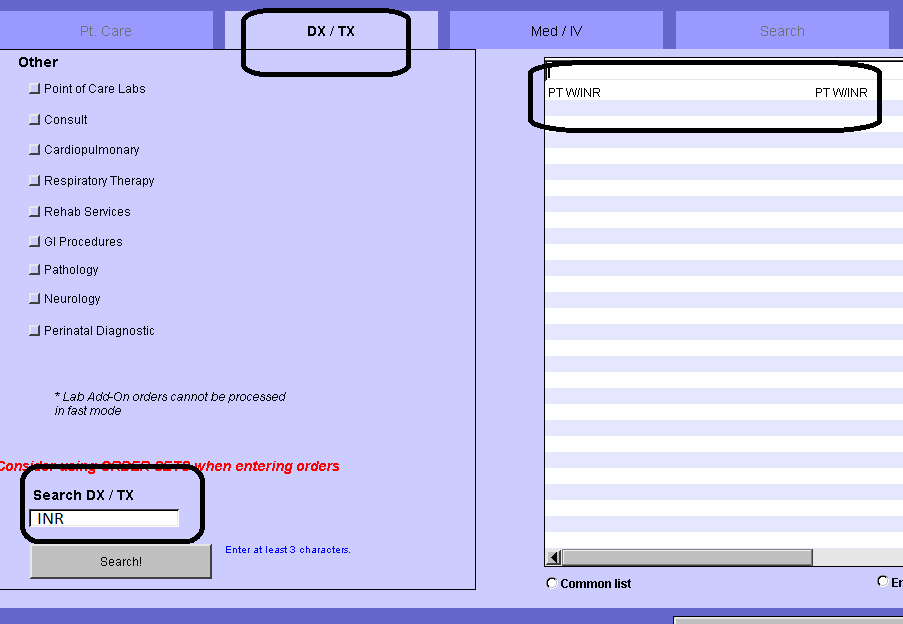 Pt. Care
DX / TX
Med / IV
Search
Other
Point of Care Labs
Consult
Cardiopulmonary
Respiratory Therapy
Rehab Services
GI Procedures
Pathology
Neurology
Perinatal Diagnostic
* Lab Add-On orders cannot be processed
in fast mode
Consider using ORDER SETS when entering orders
Search DX / TX
INR
Search!
Enter at least 3 characters.
PT W/INR PT W/INR
Common list